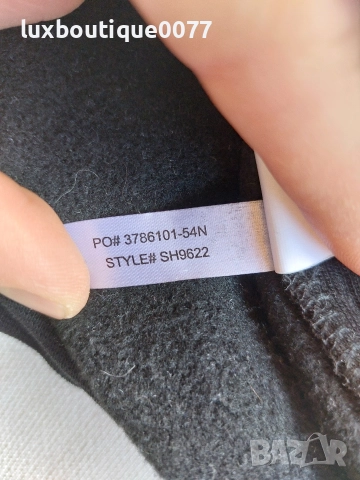 luxboutique0077
PO# 3786101-54N
STYLE# SH9622
BAZAR